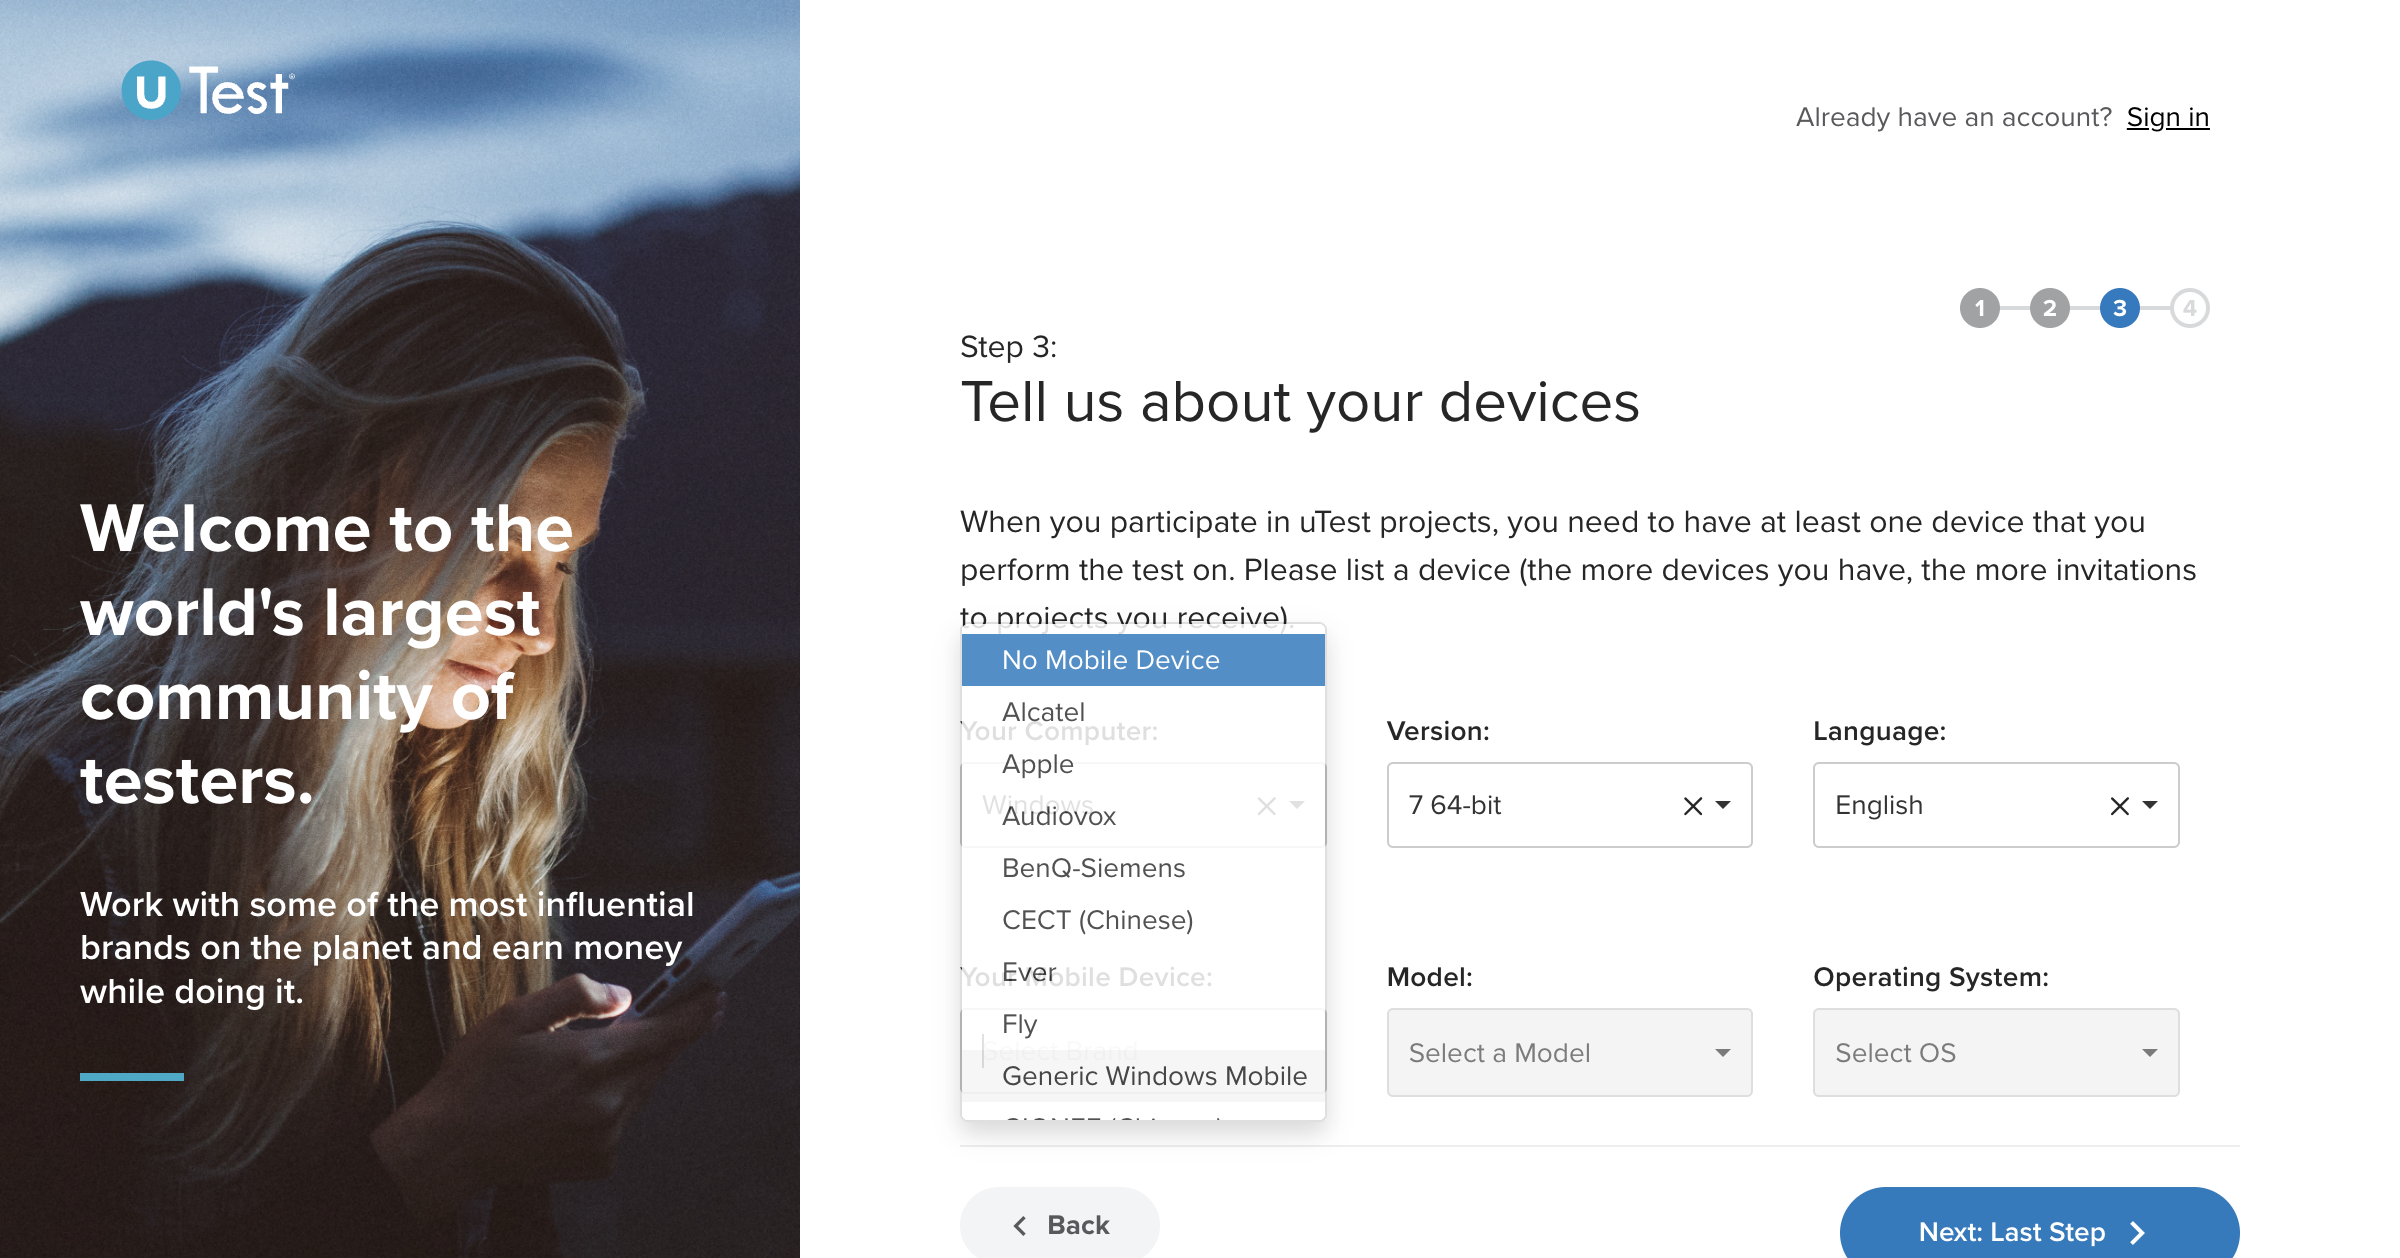 U Test®
Welcome to the
world's largest
community of
testers.
Work with some of the most influential
brands on the planet and earn money
while doing it.
Already have an account? Sign in
1 2 3 4
Step 3:
Tell us about your devices
When you participate in uTest projects, you need to have at least one device that you
perform the test on. Please list a device (the more devices you have, the more invitations
to projects you receive).
No Mobile Device
Alcatel
Apple
Audiovox
BenQ-Siemens
CECT (Chinese)
Ever
Fly
Generic Windows Mobile
Your Computer:
Windows
Version:
7 64-bit
Language:
English
Your Mobile Device:
Select Brand
Model:
Select a Model
Operating System:
Select OS
Back
Next: Last Step